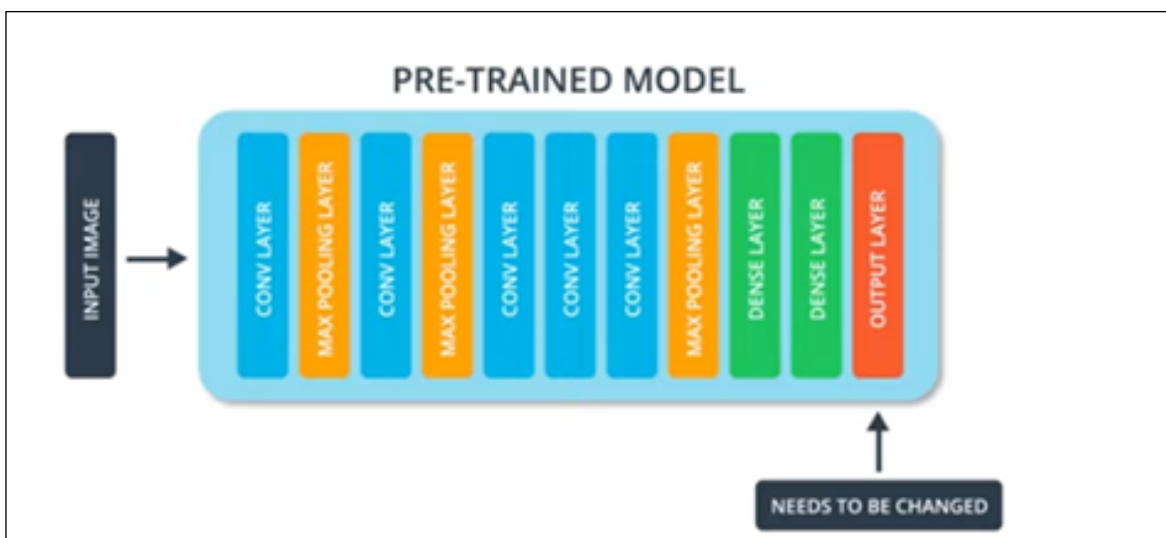 PRE-TRAINED MODEL
INPUT IMAGE
CONV LAYER
MAX POOLING LAYER
CONV LAYER
MAX POOLING LAYER
CONV LAYER
CONV LAYER
CONV LAYER
MAX POOLING LAYER
DENSE LAYER
DENSE LAYER
OUTPUT LAYER
NEEDS TO BE CHANGED